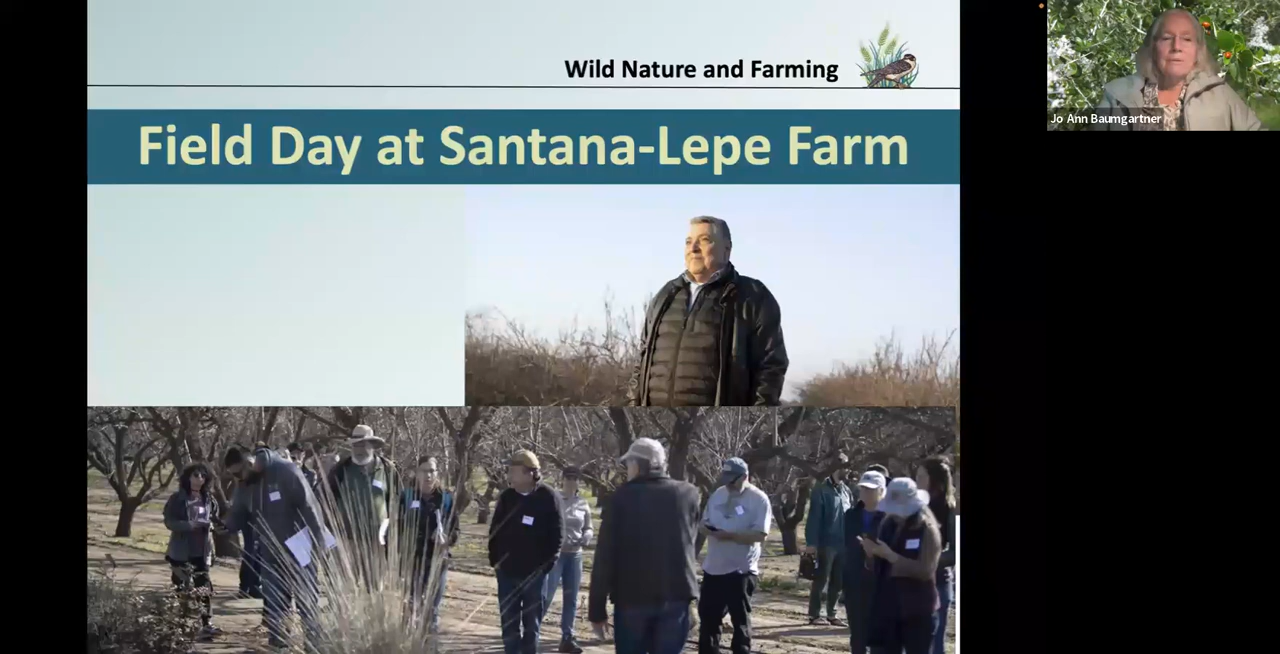 Wild Nature and Farming
Field Day at Santana-Lepe Farm
Jo Ann Baumgartner